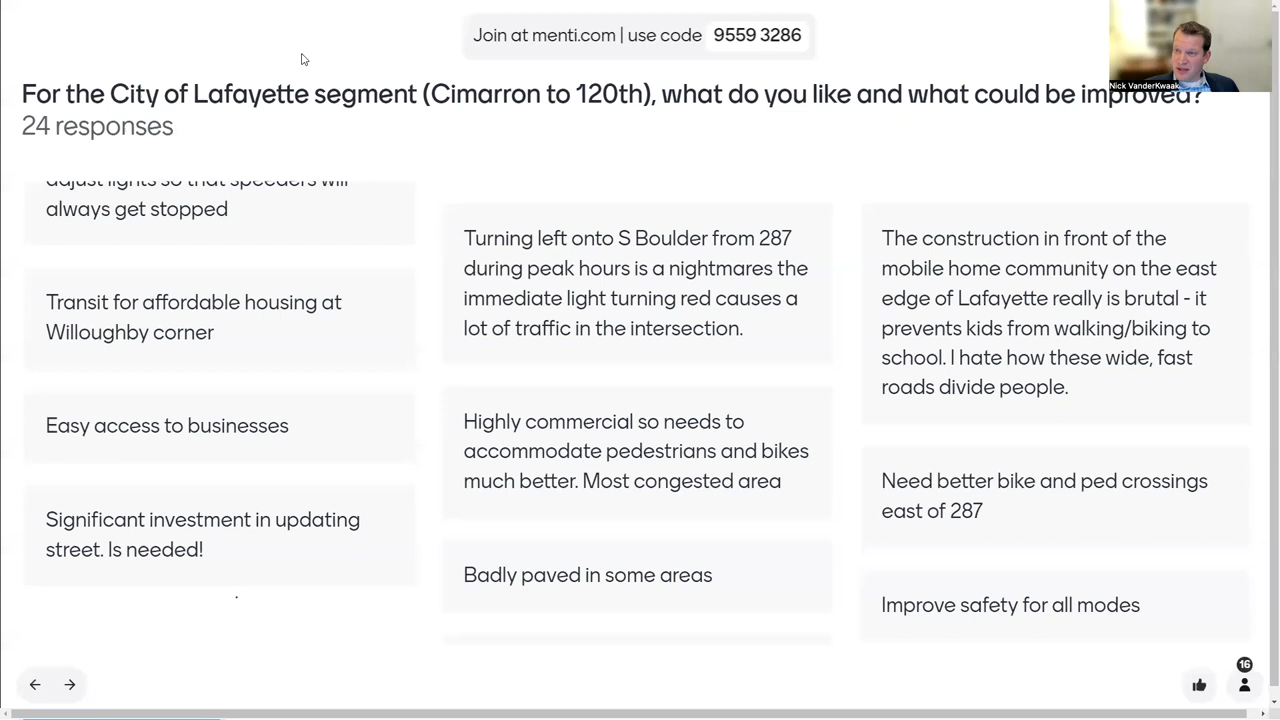 Join at menti.com | use code 9559 3286
Nick VanderKwaak
For the City of Lafayette segment (Cimarron to 120th), what do you like and what could be improved?
24 responses
adjust lights so that speeders will
always get stopped
Transit for affordable housing at
Willoughby corner
Easy access to businesses
Significant investment in updating
street. Is needed!
Turning left onto S Boulder from 287
during peak hours is a nightmares the
immediate light turning red causes a
lot of traffic in the intersection.
Highly commercial so needs to
accommodate pedestrians and bikes
much better. Most congested area
Badly paved in some areas
The construction in front of the
mobile home community on the east
edge of Lafayette really is brutal - it
prevents kids from walking/biking to
school. I hate how these wide, fast
roads divide people.
Need better bike and ped crossings
east of 287
Improve safety for all modes
16